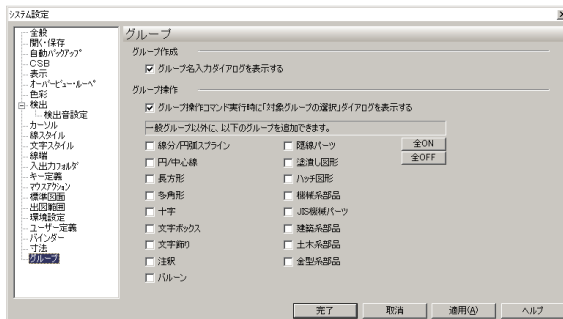 システム設定
全般
開く・保存
自動バックアップ
CSB
表示
オーバービュー・ルーペ
色彩
検出
検出音設定
カーソル
線スタイル
文字スタイル
線端
入出力フォルダ
キー定義
マウスアクション
標準図面
出図範囲
環境設定
ユーザー定義
バインダー
寸法
グループ
グループ
グループ作成
グループ名入力ダイアログを表示する
グループ操作
グループ操作コマンド実行時に「対象グループの選択」ダイアログを表示する
一般グループ以外に、以下のグループを追加できます。
線分/円弧スプライン 隠線パーツ 全ON
円/中心線 塗潰し図形 全OFF
長方形 ハッチ図形
多角形 機械系部品
十字 JIS機械パーツ
文字ボックス 建築系部品
文字飾り 土木系部品
注釈 金型系部品
バルーン
完了 取消 適用(A) ヘルプ